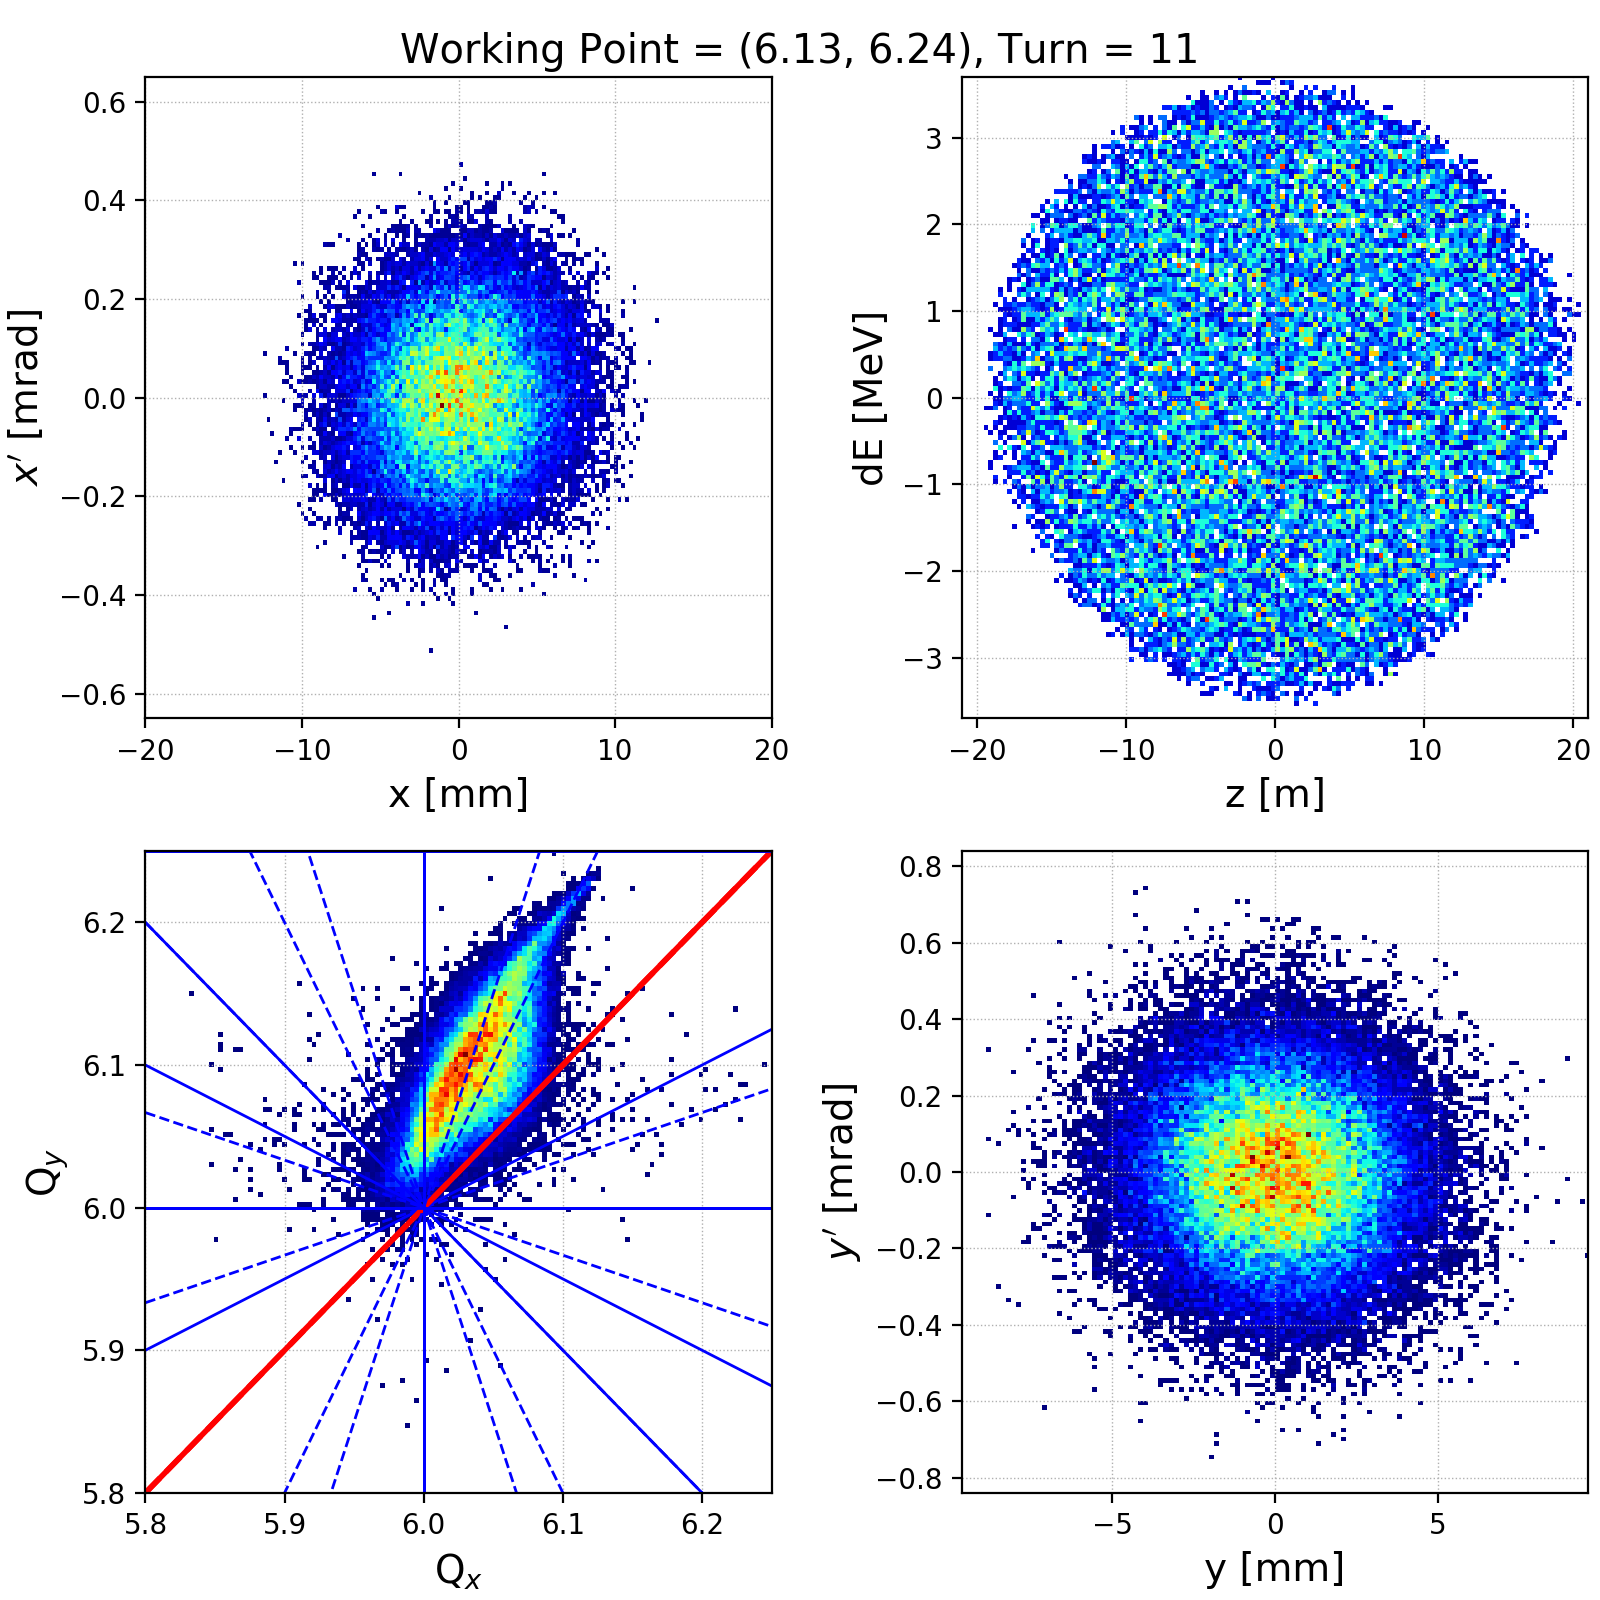 Working Point = (6.13, 6.24), Turn = 11
0.6
0.4
0.2
0.0
−0.2
−0.4
−0.6
x′ [mrad]
−20 −10 0 10 20
x [mm]
3
2
1
0
−1
−2
−3
dE [MeV]
−20 −10 0 10 20
z [m]
6.2
6.1
6.0
5.9
5.8
Qy
5.8 5.9 6.0 6.1 6.2
Qx
0.8
0.6
0.4
0.2
0.0
−0.2
−0.4
−0.6
−0.8
y′ [mrad]
−5 0 5
y [mm]